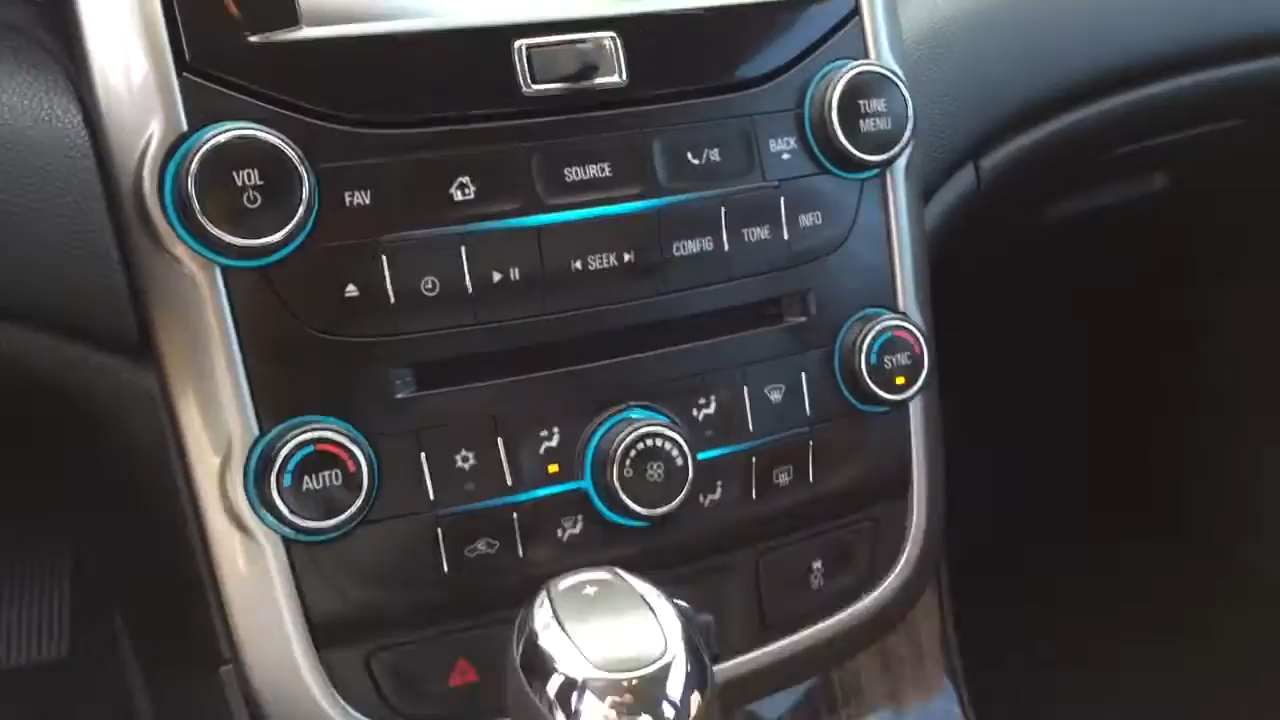 VOL
FAV
SOURCE
BACK
TUNE
MENU
SEEK
CONFIG
TONE
INFO
AUTO
SYNC